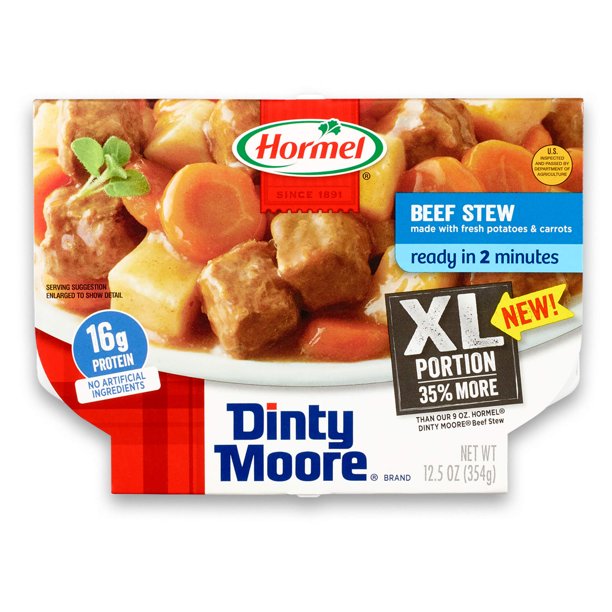 Hormel
®
SINCE 1891
U.S.
INSPECTED
AND PASSED BY
DEPARTMENT OF
AGRICULTURE
BEEF STEW
made with fresh potatoes & carrots
ready in 2 minutes
SERVING SUGGESTION
ENLARGED TO SHOW DETAIL
16g
PROTEIN
NO ARTIFICIAL
INGREDIENTS
XL
PORTION
35% MORE
NEW!
THAN OUR 9 OZ. HORMEL®
DINTY MOORE® Beef Stew
Dinty
Moore® BRAND
NET WT
12.5 OZ (354g)